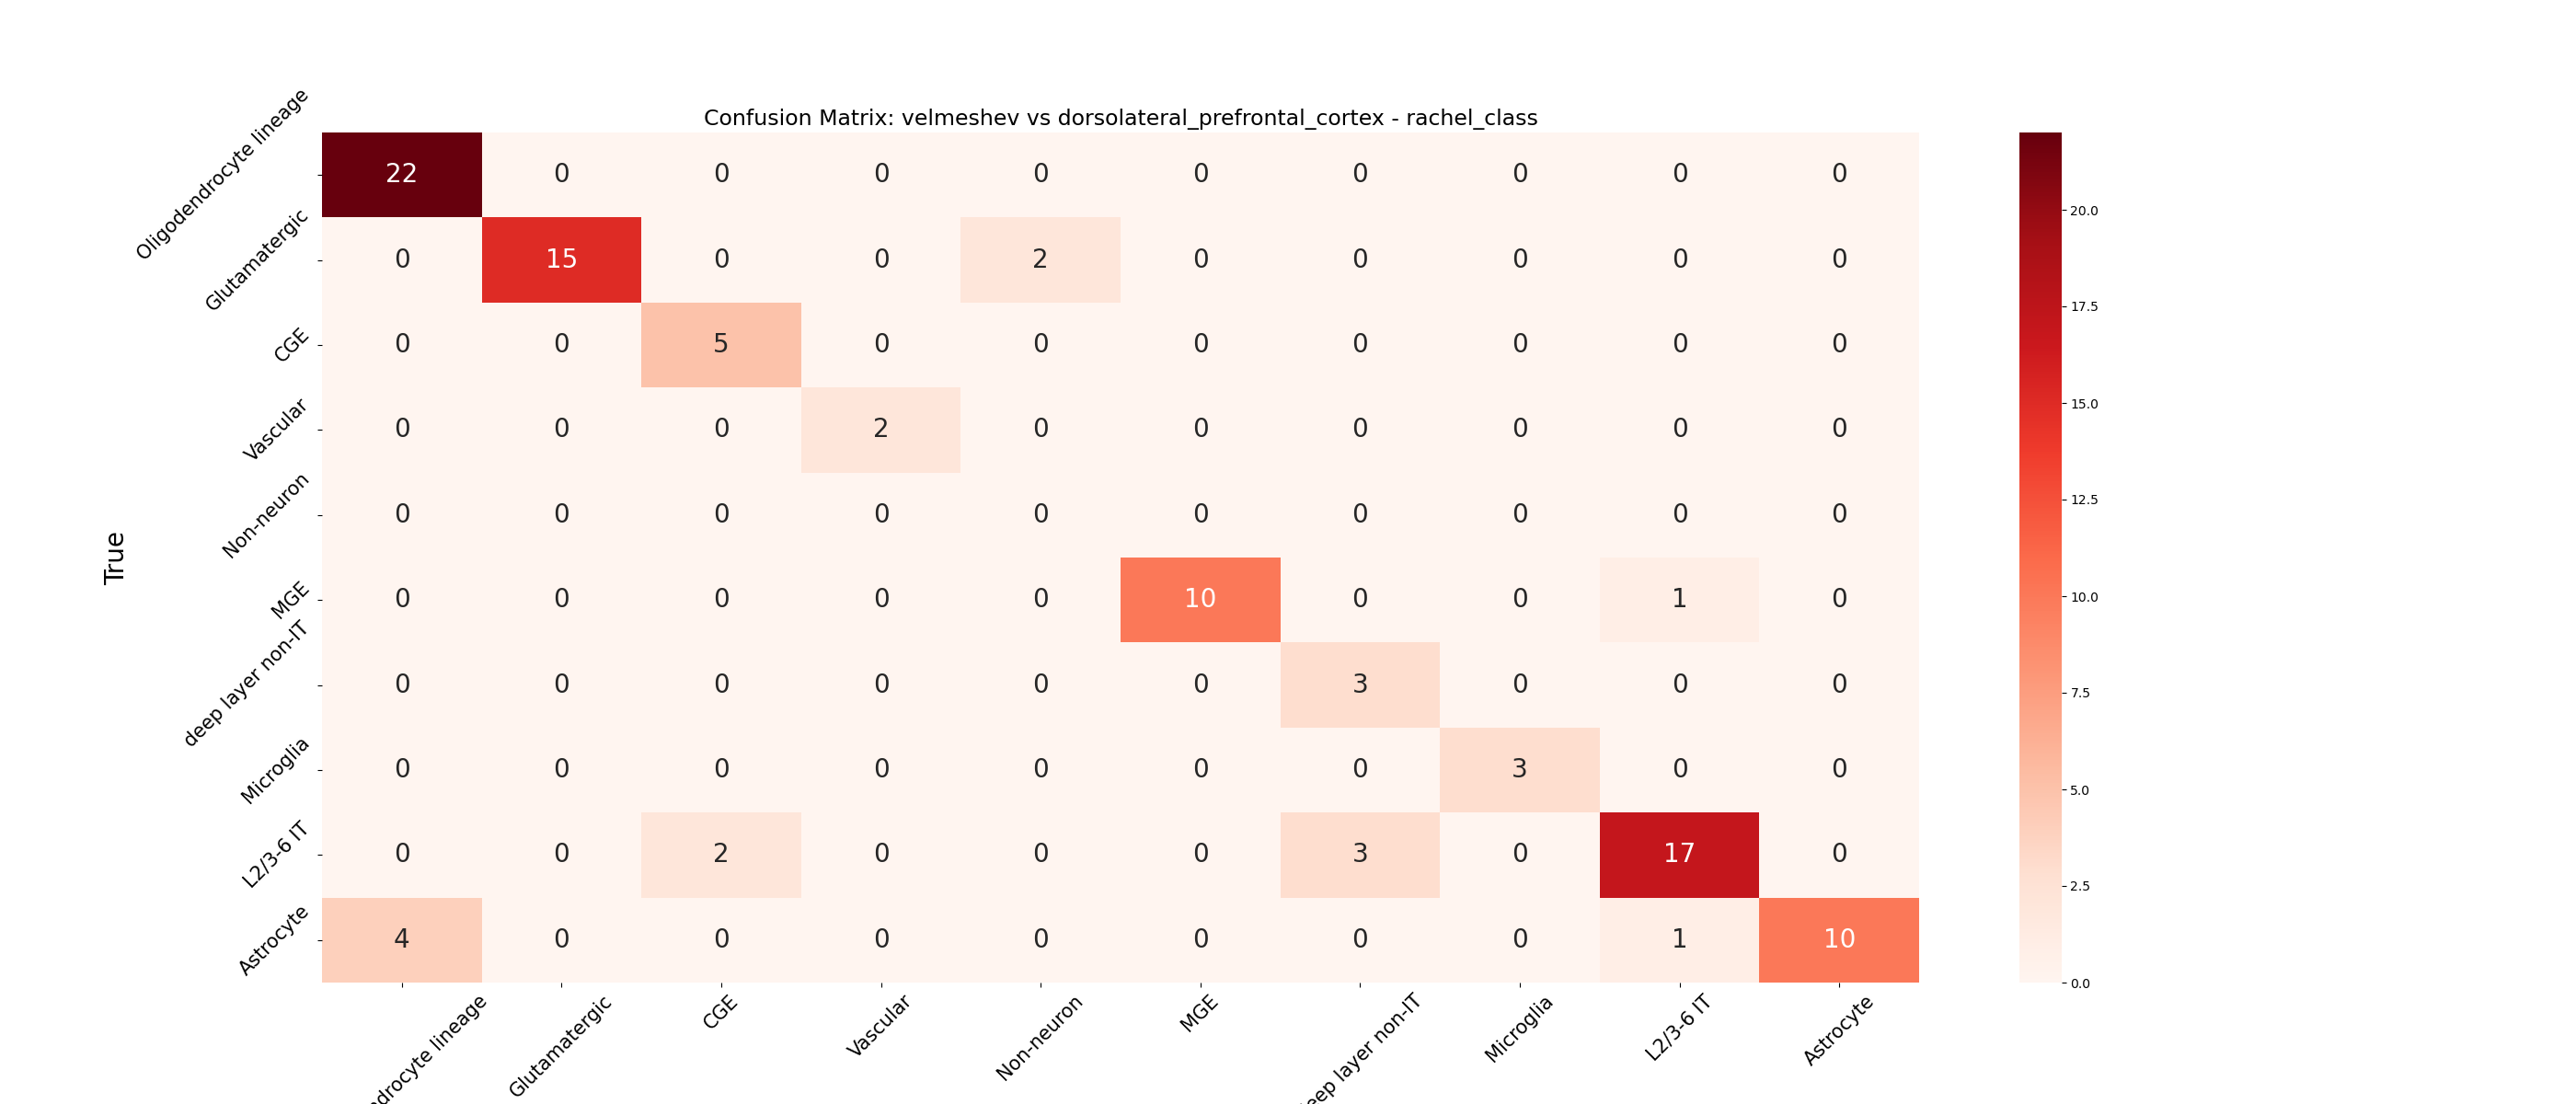 Confusion Matrix: velmeshev vs dorsolateral_prefrontal_cortex - rachel_class
True
Oligodendrocyte lineage 22 0 0 0 0 0 0 0 0 0
Glutamatergic 0 15 0 0 2 0 0 0 0 0
CGE 0 0 5 0 0 0 0 0 0 0
Vascular 0 0 0 2 0 0 0 0 0 0
Non-neuron 0 0 0 0 0 0 0 0 0 0
MGE 0 0 0 0 0 10 0 0 1 0
deep layer non-IT 0 0 0 0 0 0 3 0 0 0
Microglia 0 0 0 0 0 0 0 3 0 0
L2/3-6 IT 0 0 2 0 0 0 3 0 17 0
Astrocyte 4 0 0 0 0 0 0 0 1 10
lineage Glutamatergic CGE Vascular Non-neuron MGE layer non-IT Microglia L2/3-6 IT Astrocyte
20.0
17.5
15.0
12.5
10.0
7.5
5.0
2.5
0.0